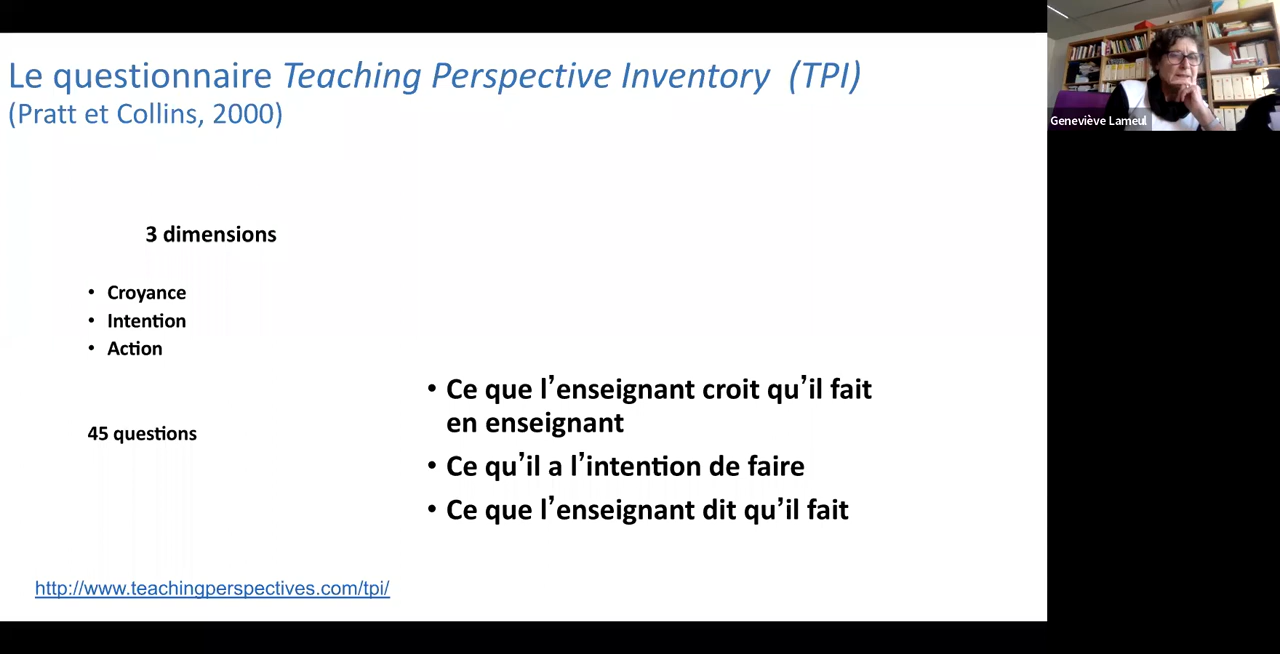 Le questionnaire Teaching Perspective Inventory (TPI)
(Pratt et Collins, 2000)
Geneviève Lameul
3 dimensions
• Croyance
• Intention
• Action
45 questions
• Ce que l’enseignant croit qu’il fait
en enseignant
• Ce qu’il a l’intention de faire
• Ce que l’enseignant dit qu’il fait
http://www.teachingperspectives.com/tpi/